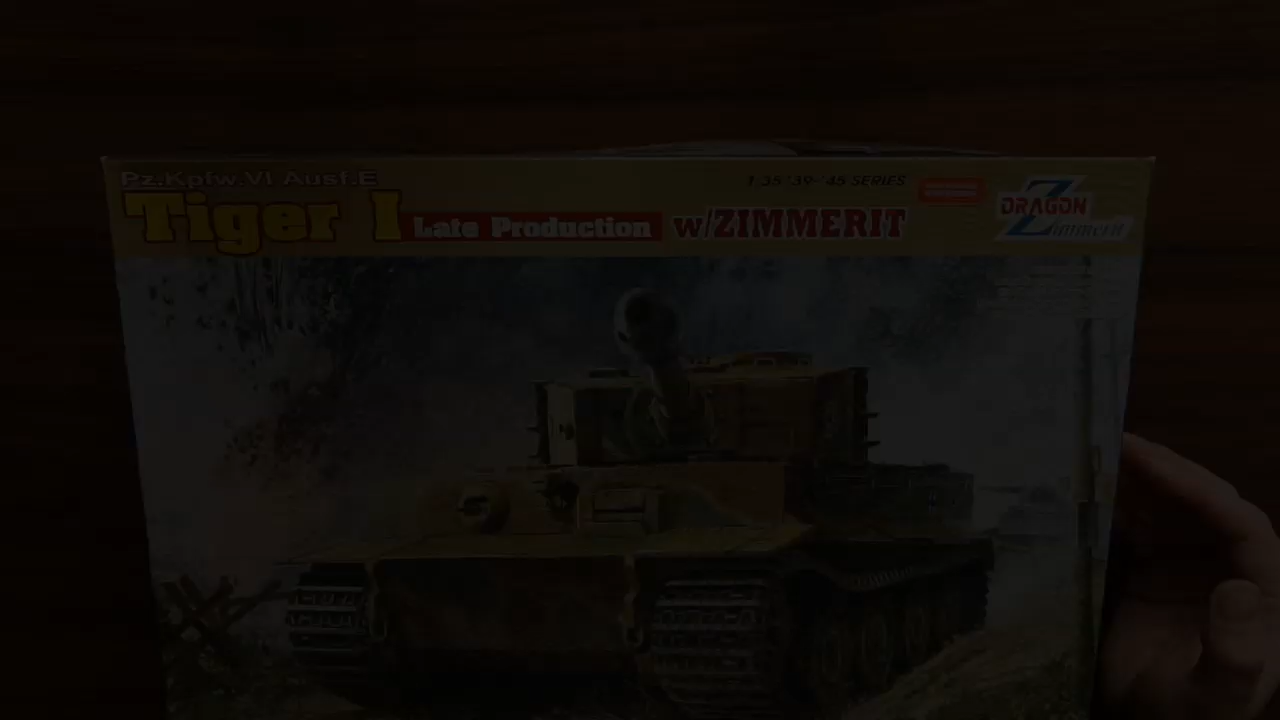 Pz.Kpfw.VI Ausf.E
Tiger I Late Production w/ZIMMERIT
1:35 '39-'45 SERIES
DRAGON
Zimmerit